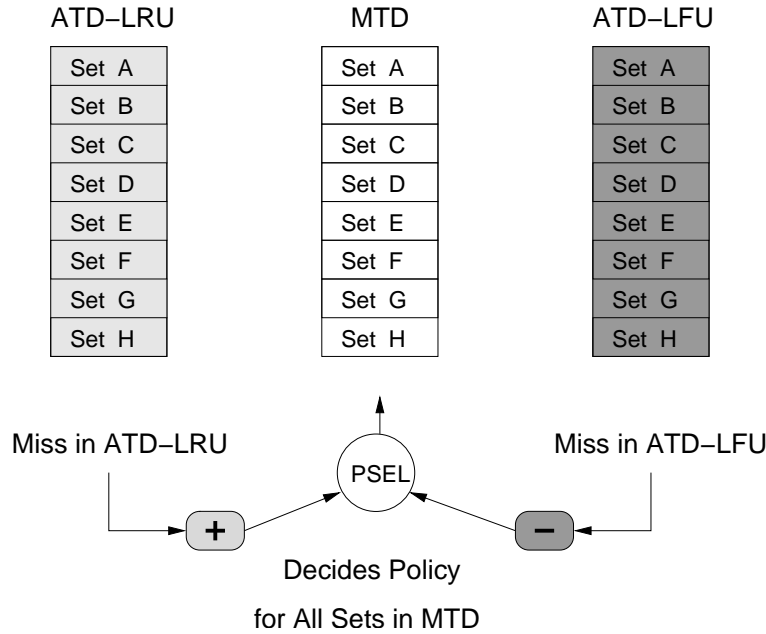 ATD−LRU MTD ATD−LFU
Set A Set A Set A
Set B Set B Set B
Set C Set C Set C
Set D Set D Set D
Set E Set E Set E
Set F Set F Set F
Set G Set G Set G
Set H Set H Set H
Miss in ATD−LRU Miss in ATD−LFU
PSEL
+ −
Decides Policy
for All Sets in MTD